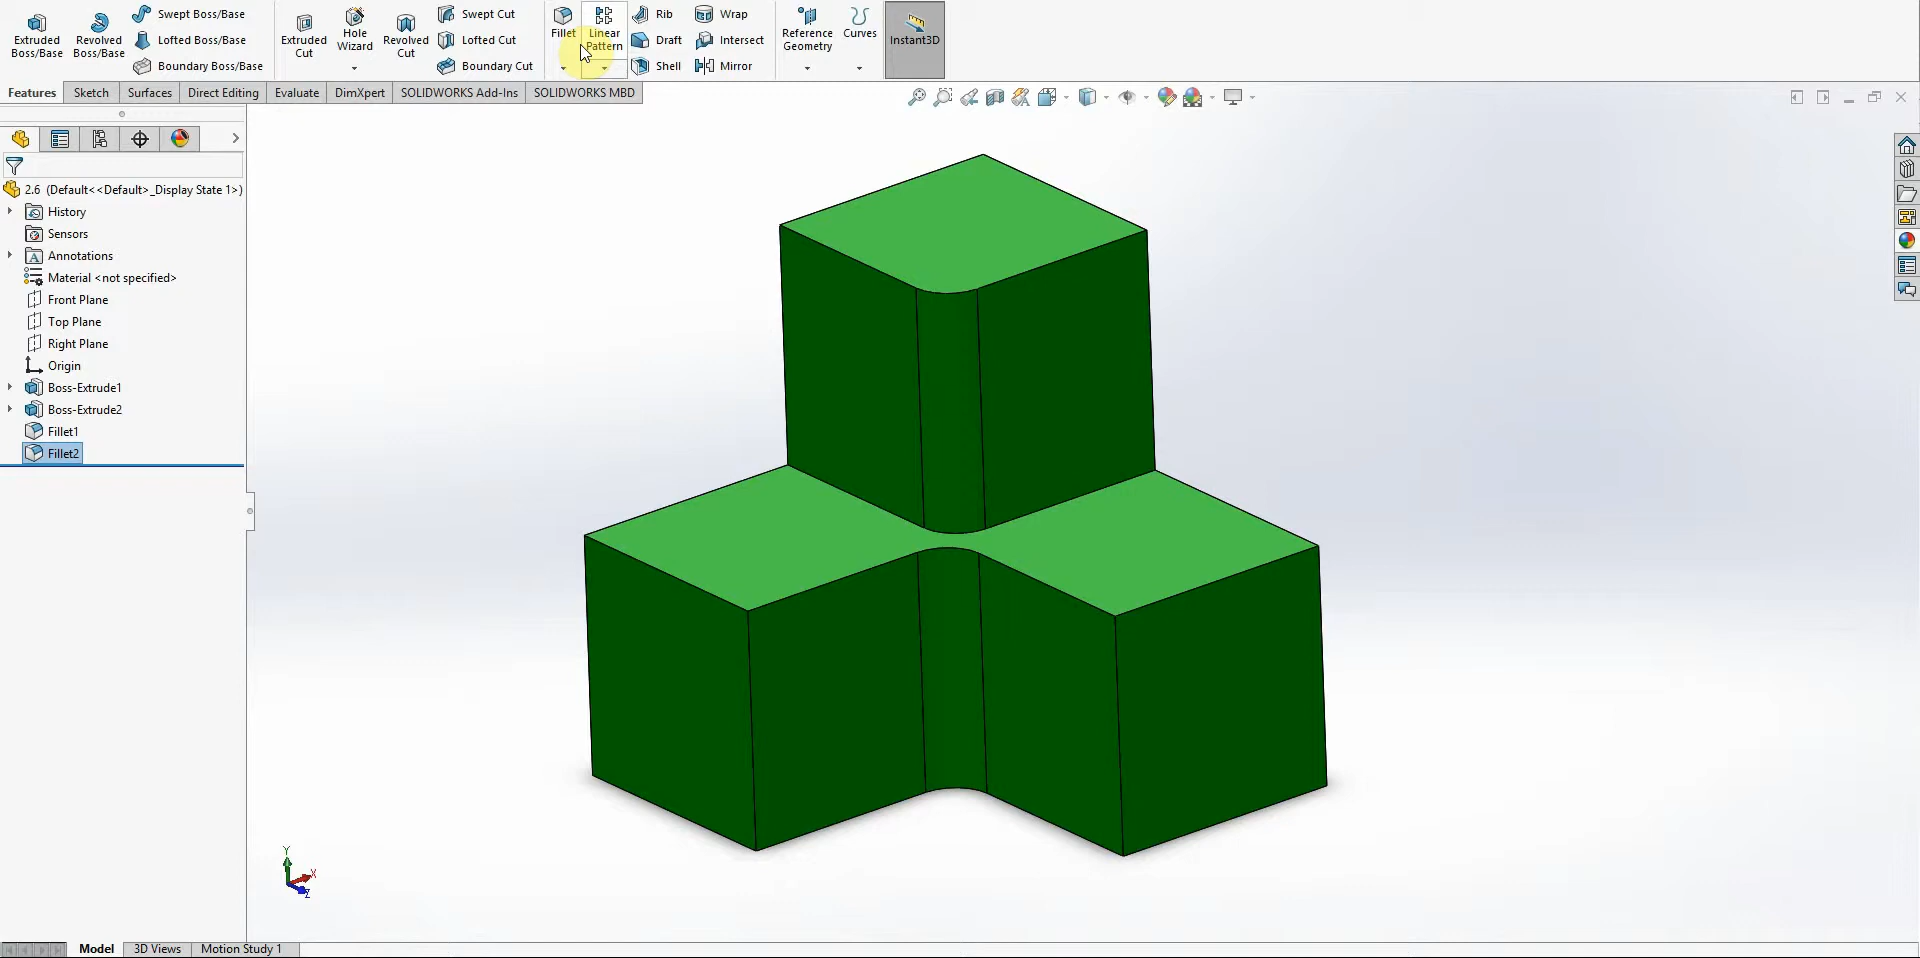 Extruded
Boss/Base
Revolved
Boss/Base
Swept Boss/Base
Lofted Boss/Base
Boundary Boss/Base
Extruded
Cut
Hole
Wizard
Revolved
Cut
Swept Cut
Lofted Cut
Boundary Cut
Fillet
Linear
Pattern
Rib
Draft
Shell
Wrap
Intersect
Mirror
Reference
Geometry
Curves
Instant3D
Features
Sketch
Surfaces
Direct Editing
Evaluate
DimXpert
SOLIDWORKS Add-Ins
SOLIDWORKS MBD
2.6 (Default<<Default>_Display State 1>)
History
Sensors
Annotations
Material <not specified>
Front Plane
Top Plane
Right Plane
Origin
Boss-Extrude1
Boss-Extrude2
Fillet1
Fillet2
Y
X
Z
Model
3D Views
Motion Study 1